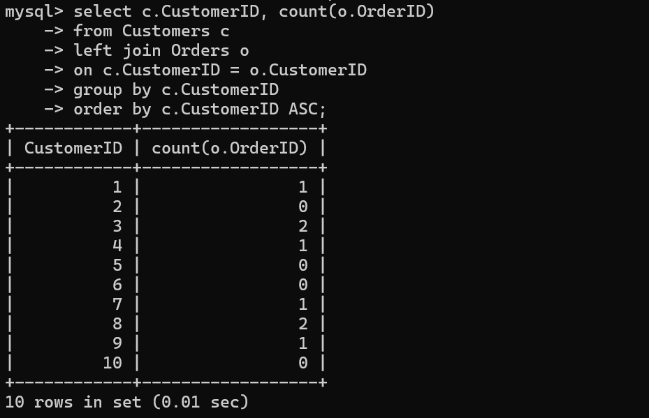 mysql> select c.CustomerID, count(o.OrderID)
    -> from Customers c
    -> left join Orders o
    -> on c.CustomerID = o.CustomerID
    -> group by c.CustomerID
    -> order by c.CustomerID ASC;
+------------+------------------+
| CustomerID | count(o.OrderID) |
+------------+------------------+
|          1 |                1 |
|          2 |                0 |
|          3 |                2 |
|          4 |                1 |
|          5 |                0 |
|          6 |                0 |
|          7 |                1 |
|          8 |                2 |
|          9 |                1 |
|         10 |                0 |
+------------+------------------+
10 rows in set (0.01 sec)